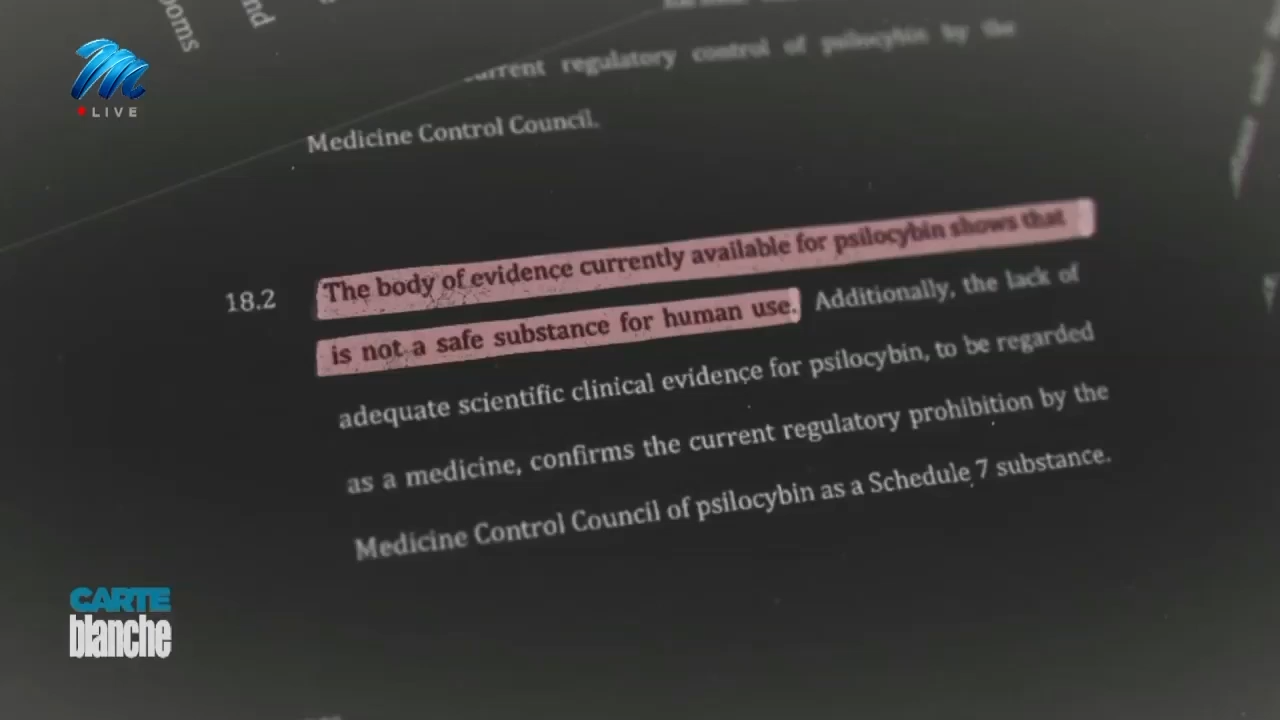 ooms
nd
LIVE
current regulatory control of psilocybin by the
Medicine Control Council.
18.2 The body of evidence currently available for psilocybin shows that
is not a safe substance for human use. Additionally, the lack of
adequate scientific clinical evidence for psilocybin, to be regarded
as a medicine, confirms the current regulatory prohibition by the
Medicine Control Council of psilocybin as a Schedule 7 substance.
CARTE
blanche